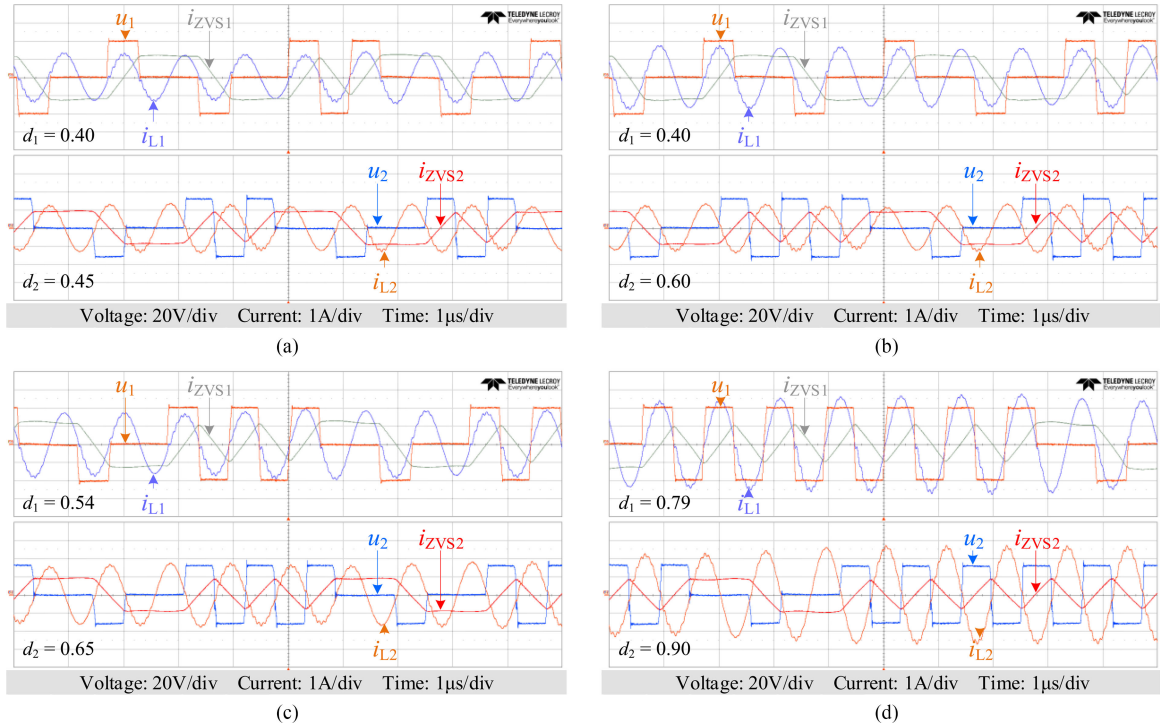 TELEDYNE LECROY
Everywhereyoulook
u1 iZVS1
iL1
d1 = 0.40
u2 iZVS2
iL2
d2 = 0.45
Voltage: 20V/div Current: 1A/div Time: 1μs/div
(a)
TELEDYNE LECROY
Everywhereyoulook
u1 iZVS1
iL1
d1 = 0.40
u2 iZVS2
iL2
d2 = 0.60
Voltage: 20V/div Current: 1A/div Time: 1μs/div
(b)
TELEDYNE LECROY
Everywhereyoulook
u1 iZVS1
iL1
d1 = 0.54
u2 iZVS2
iL2
d2 = 0.65
Voltage: 20V/div Current: 1A/div Time: 1μs/div
(c)
TELEDYNE LECROY
Everywhereyoulook
u1 iZVS1
iL1
d1 = 0.79
u2 iZVS2
iL2
d2 = 0.90
Voltage: 20V/div Current: 1A/div Time: 1μs/div
(d)